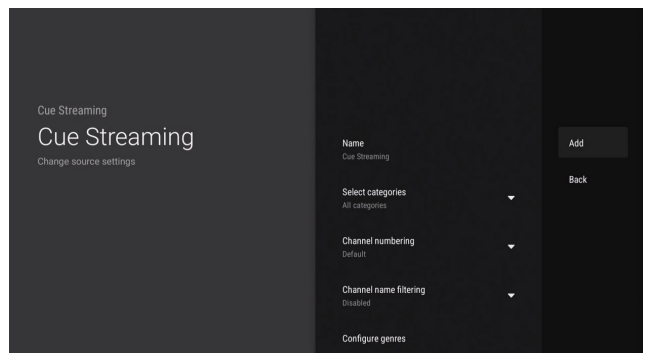 Cue Streaming
Cue Streaming
Change source settings
Name
Cue Streaming
Select categories
All categories
Channel numbering
Default
Channel name filtering
Disabled
Configure genres
Add
Back